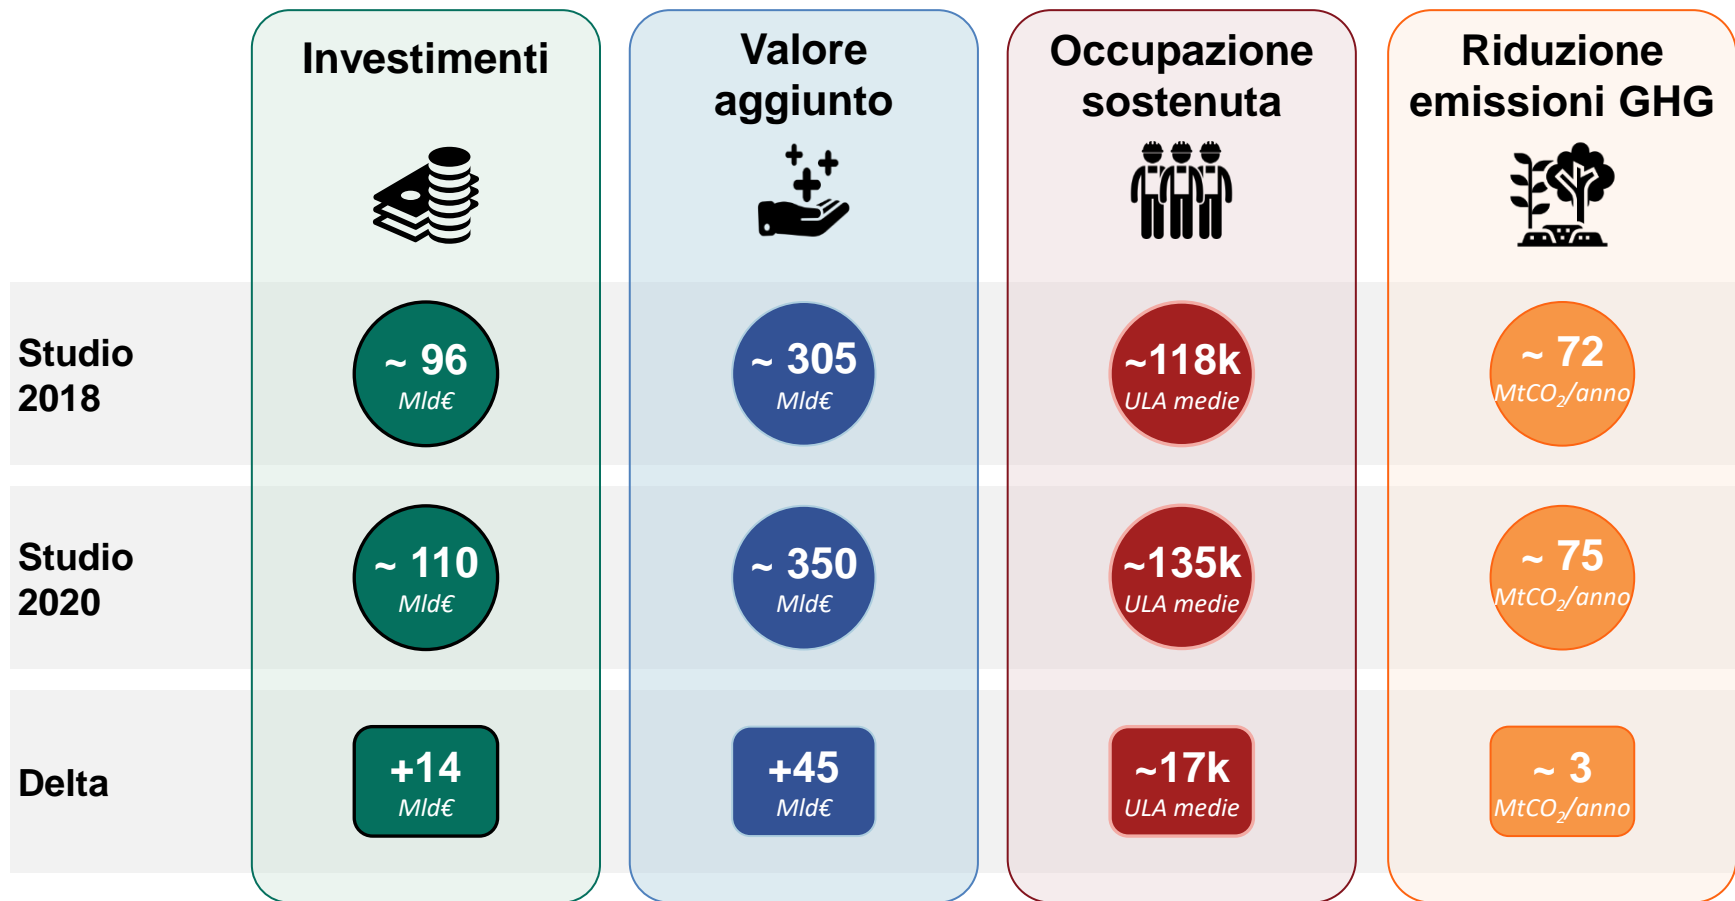 Investimenti
Valore
aggiunto
Occupazione
sostenuta
Riduzione
emissioni GHG
Studio
2018
~ 96
Mld€
~ 305
Mld€
~118k
ULA medie
~ 72
MtCO₂/anno
Studio
2020
~ 110
Mld€
~ 350
Mld€
~135k
ULA medie
~ 75
MtCO₂/anno
Delta
+14
Mld€
+45
Mld€
~17k
ULA medie
~ 3
MtCO₂/anno